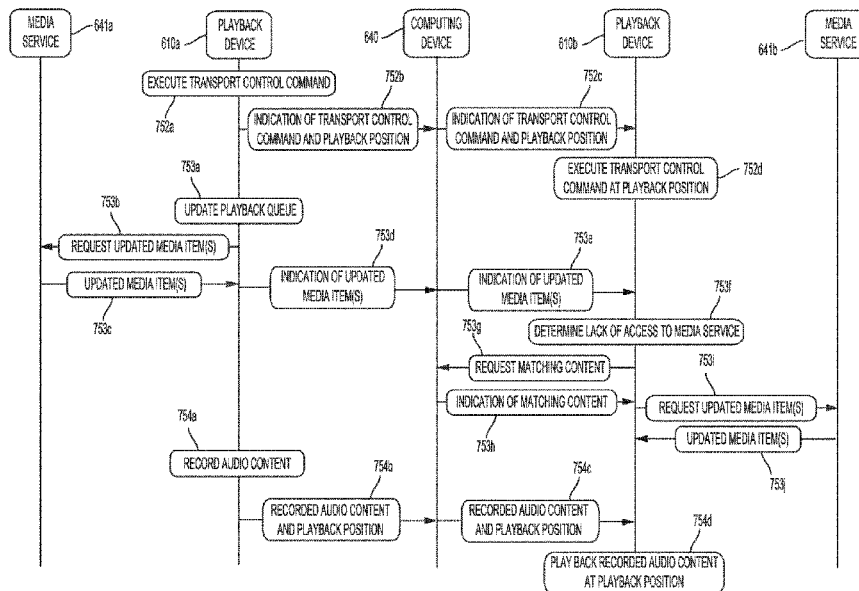 MEDIA
SERVICE
641a
PLAYBACK
DEVICE
610a
COMPUTING
DEVICE
640
PLAYBACK
DEVICE
610b
MEDIA
SERVICE
641b
EXECUTE TRANSPORT CONTROL COMMAND
752a
752b
INDICATION OF TRANSPORT CONTROL
COMMAND AND PLAYBACK POSITION
752c
INDICATION OF TRANSPORT CONTROL
COMMAND AND PLAYBACK POSITION
EXECUTE TRANSPORT CONTROL
COMMAND AT PLAYBACK POSITION
752d
753a
UPDATE PLAYBACK QUEUE
753b
REQUEST UPDATED MEDIA ITEM(S)
UPDATED MEDIA ITEM(S)
753c
753d
INDICATION OF UPDATED
MEDIA ITEM(S)
753e
INDICATION OF UPDATED
MEDIA ITEM(S)
753f
DETERMINE LACK OF ACCESS TO MEDIA SERVICE
753g
REQUEST MATCHING CONTENT
INDICATION OF MATCHING CONTENT
753h
753i
REQUEST UPDATED MEDIA ITEM(S)
UPDATED MEDIA ITEM(S)
753j
754a
RECORD AUDIO CONTENT
754b
RECORDED AUDIO CONTENT
AND PLAYBACK POSITION
754c
RECORDED AUDIO CONTENT
AND PLAYBACK POSITION
754d
PLAY BACK RECORDED AUDIO CONTENT
AT PLAYBACK POSITION